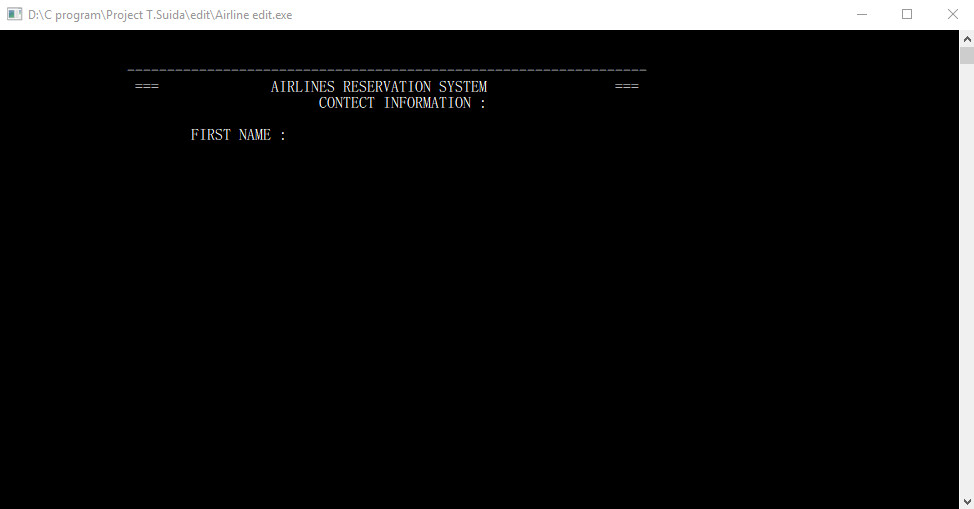 D:\C program\Project T.Suida\edit\Airline edit.exe
-----------------------------------------------------------------
=== AIRLINES RESERVATION SYSTEM ===
CONTECT INFORMATION :
FIRST NAME :